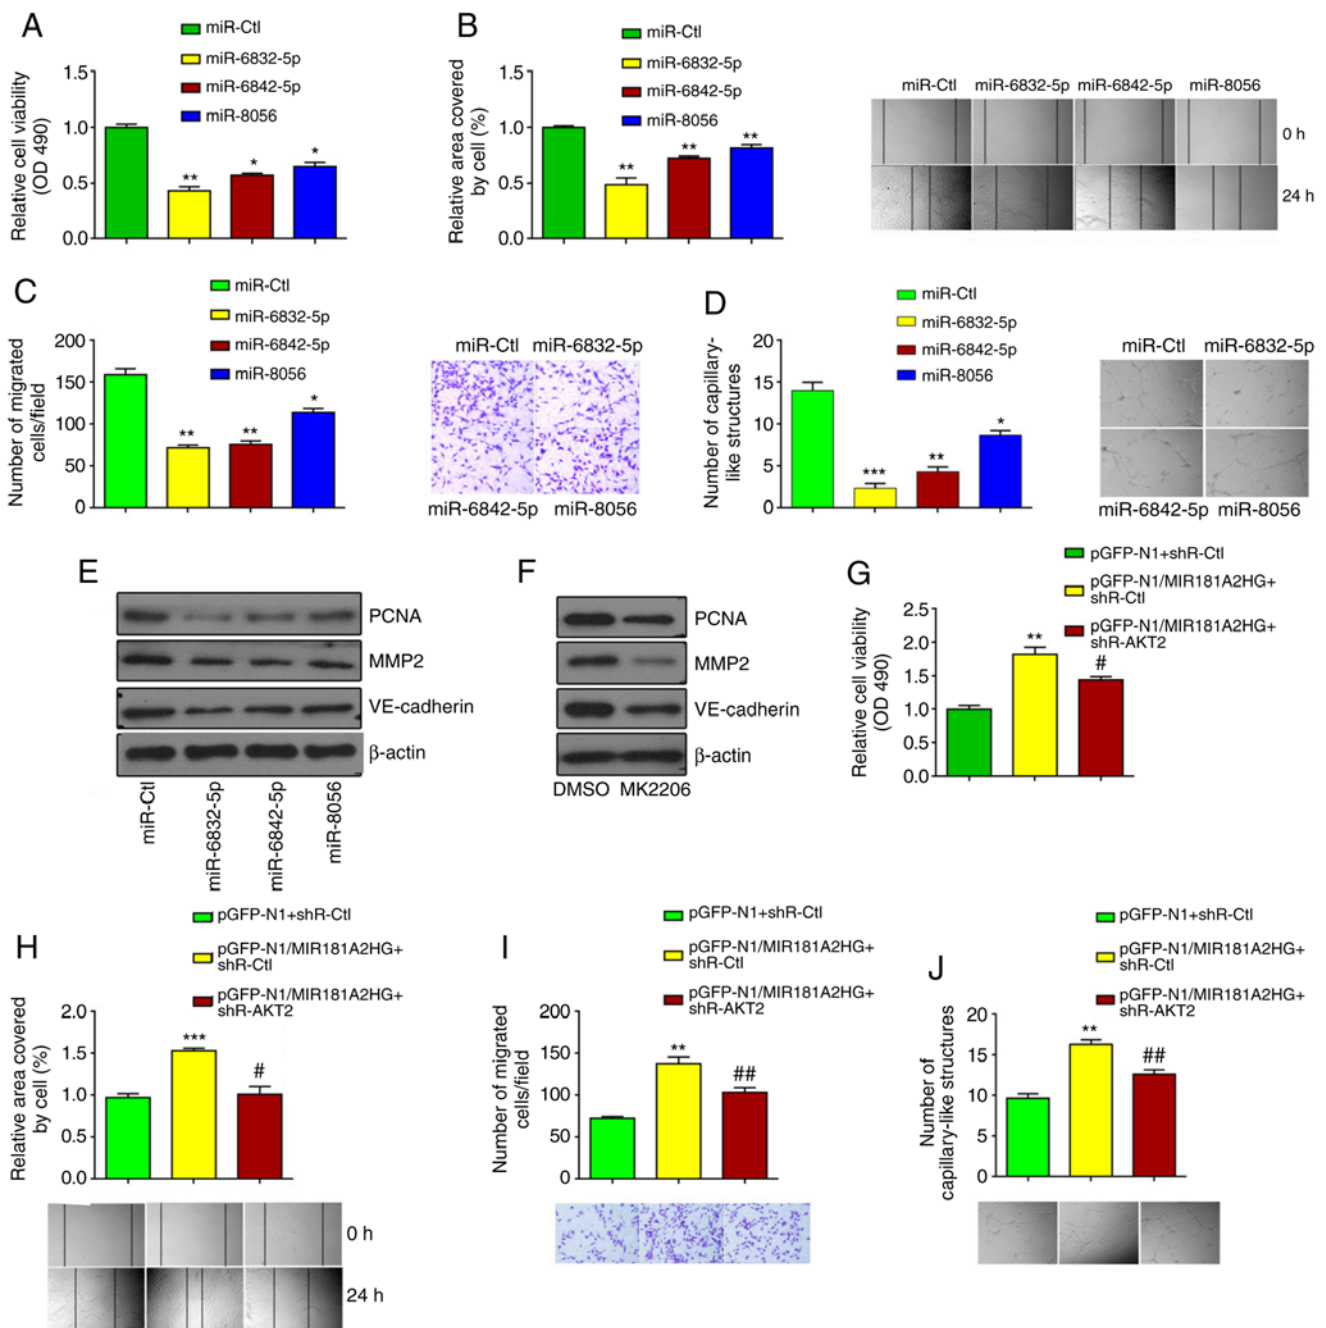 A
miR-Ctl
miR-6832-5p
miR-6842-5p
miR-8056
Relative cell viability
(OD 490)
1.5
1.0
0.5
0.0
**
*
*
B
miR-Ctl
miR-6832-5p
miR-6842-5p
miR-8056
Relative area covered
by cell (%)
1.5
1.0
0.5
0.0
**
**
**
miR-Ctl miR-6832-5p miR-6842-5p miR-8056
0 h
24 h
C
miR-Ctl
miR-6832-5p
miR-6842-5p
miR-8056
Number of migrated
cells/field
200
150
100
50
0
**
**
*
miR-Ctl miR-6832-5p
miR-6842-5p miR-8056
D
miR-Ctl
miR-6832-5p
miR-6842-5p
miR-8056
Number of capillary-
like structures
20
15
10
5
0
***
**
*
miR-Ctl miR-6832-5p
miR-6842-5p miR-8056
E
PCNA
MMP2
VE-cadherin
β-actin
miR-Ctl
miR-6832-5p
miR-6842-5p
miR-8056
F
PCNA
MMP2
VE-cadherin
β-actin
DMSO MK2206
G
pGFP-N1+shR-Ctl
pGFP-N1/MIR181A2HG+
shR-Ctl
pGFP-N1/MIR181A2HG+
shR-AKT2
Relative cell viability
(OD 490)
2.5
2.0
1.5
1.0
0.5
0.0
**
#
H
pGFP-N1+shR-Ctl
pGFP-N1/MIR181A2HG+
shR-Ctl
pGFP-N1/MIR181A2HG+
shR-AKT2
Relative area covered
by cell (%)
2.0
1.5
1.0
0.5
0.0
***
#
0 h
24 h
I
pGFP-N1+shR-Ctl
pGFP-N1/MIR181A2HG+
shR-Ctl
pGFP-N1/MIR181A2HG+
shR-AKT2
Number of migrated
cells/field
200
150
100
50
0
**
##
J
pGFP-N1+shR-Ctl
pGFP-N1/MIR181A2HG+
shR-Ctl
pGFP-N1/MIR181A2HG+
shR-AKT2
Number of
capillary-like structures
20
15
10
5
0
**
##